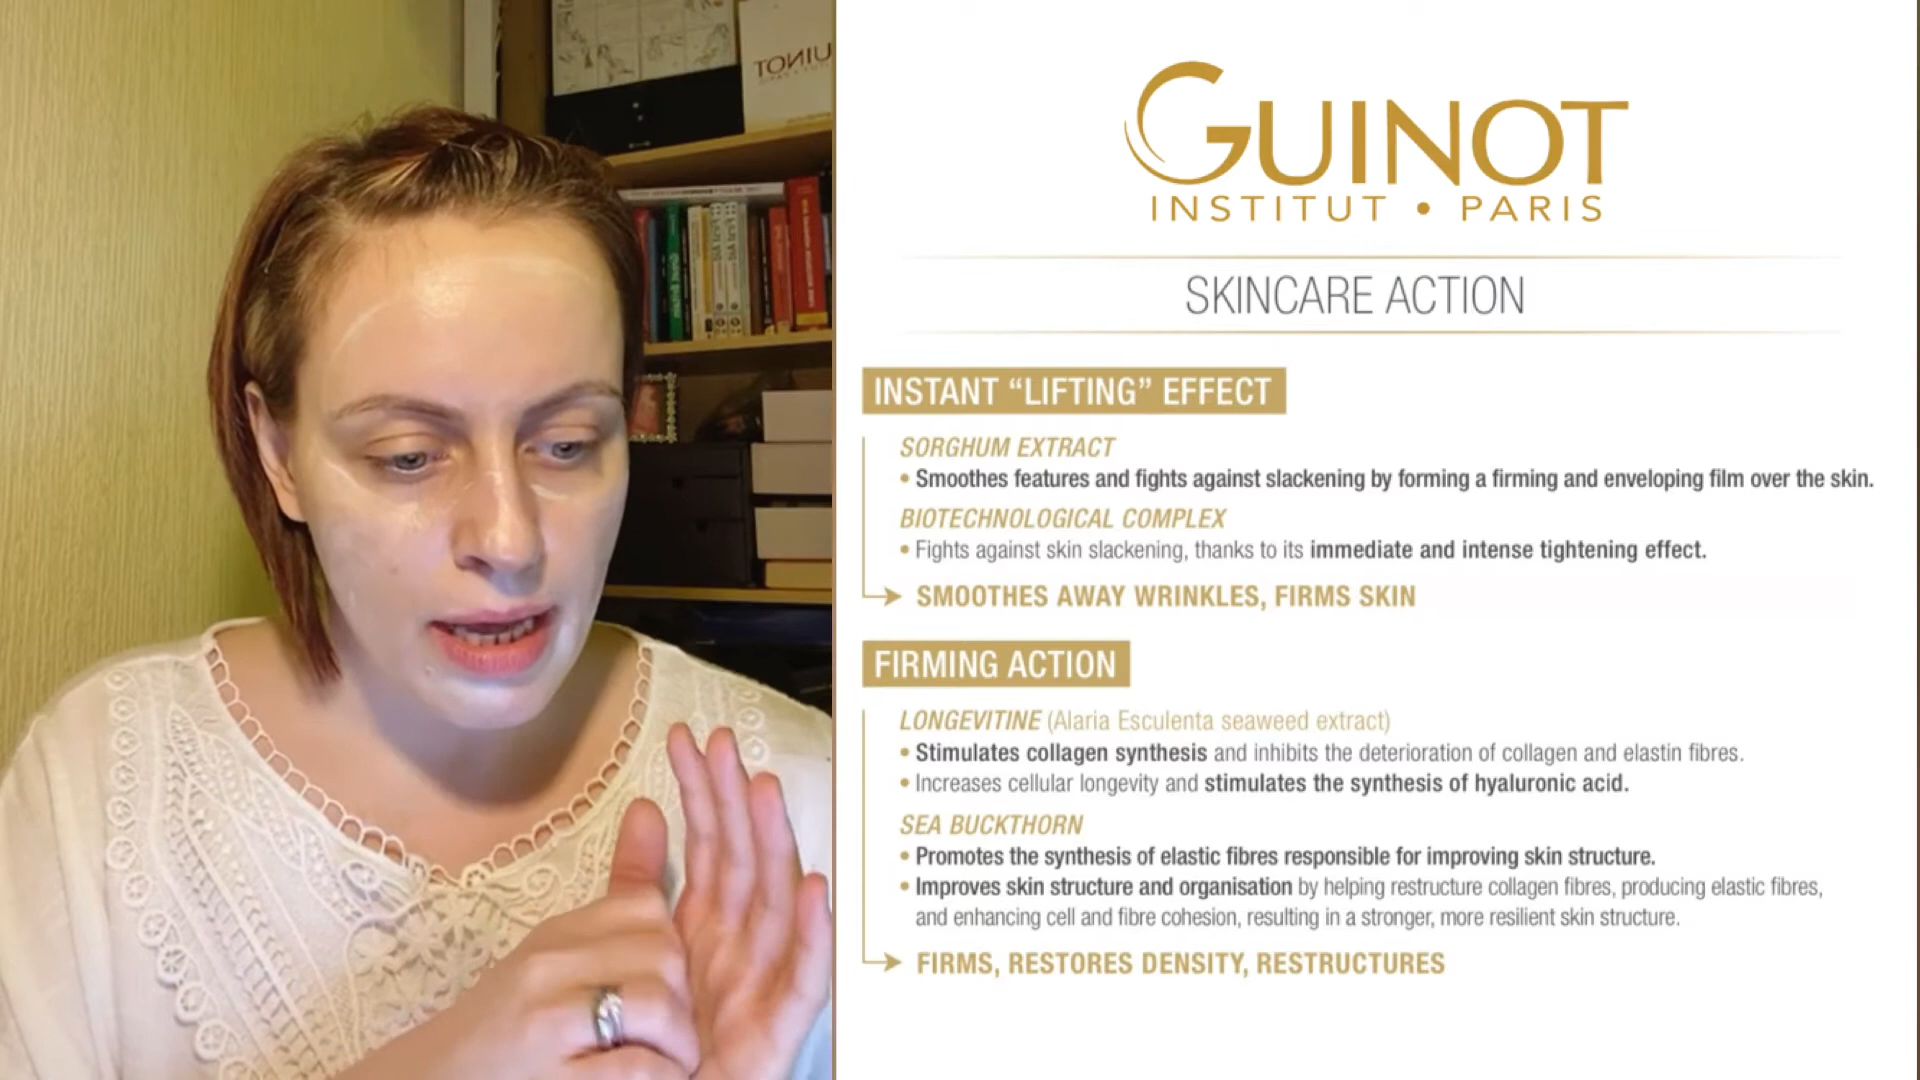 GUINOT
GUINOT
INSTITUT • PARIS
SKINCARE ACTION
INSTANT “LIFTING” EFFECT
SORGHUM EXTRACT
• Smoothes features and fights against slackening by forming a firming and enveloping film over the skin.
BIOTECHNOLOGICAL COMPLEX
• Fights against skin slackening, thanks to its immediate and intense tightening effect.
SMOOTHES AWAY WRINKLES, FIRMS SKIN
FIRMING ACTION
LONGEVITINE (Alaria Esculenta seaweed extract)
• Stimulates collagen synthesis and inhibits the deterioration of collagen and elastin fibres.
• Increases cellular longevity and stimulates the synthesis of hyaluronic acid.
SEA BUCKTHORN
• Promotes the synthesis of elastic fibres responsible for improving skin structure.
• Improves skin structure and organisation by helping restructure collagen fibres, producing elastic fibres,
and enhancing cell and fibre cohesion, resulting in a stronger, more resilient skin structure.
FIRMS, RESTORES DENSITY, RESTRUCTURES